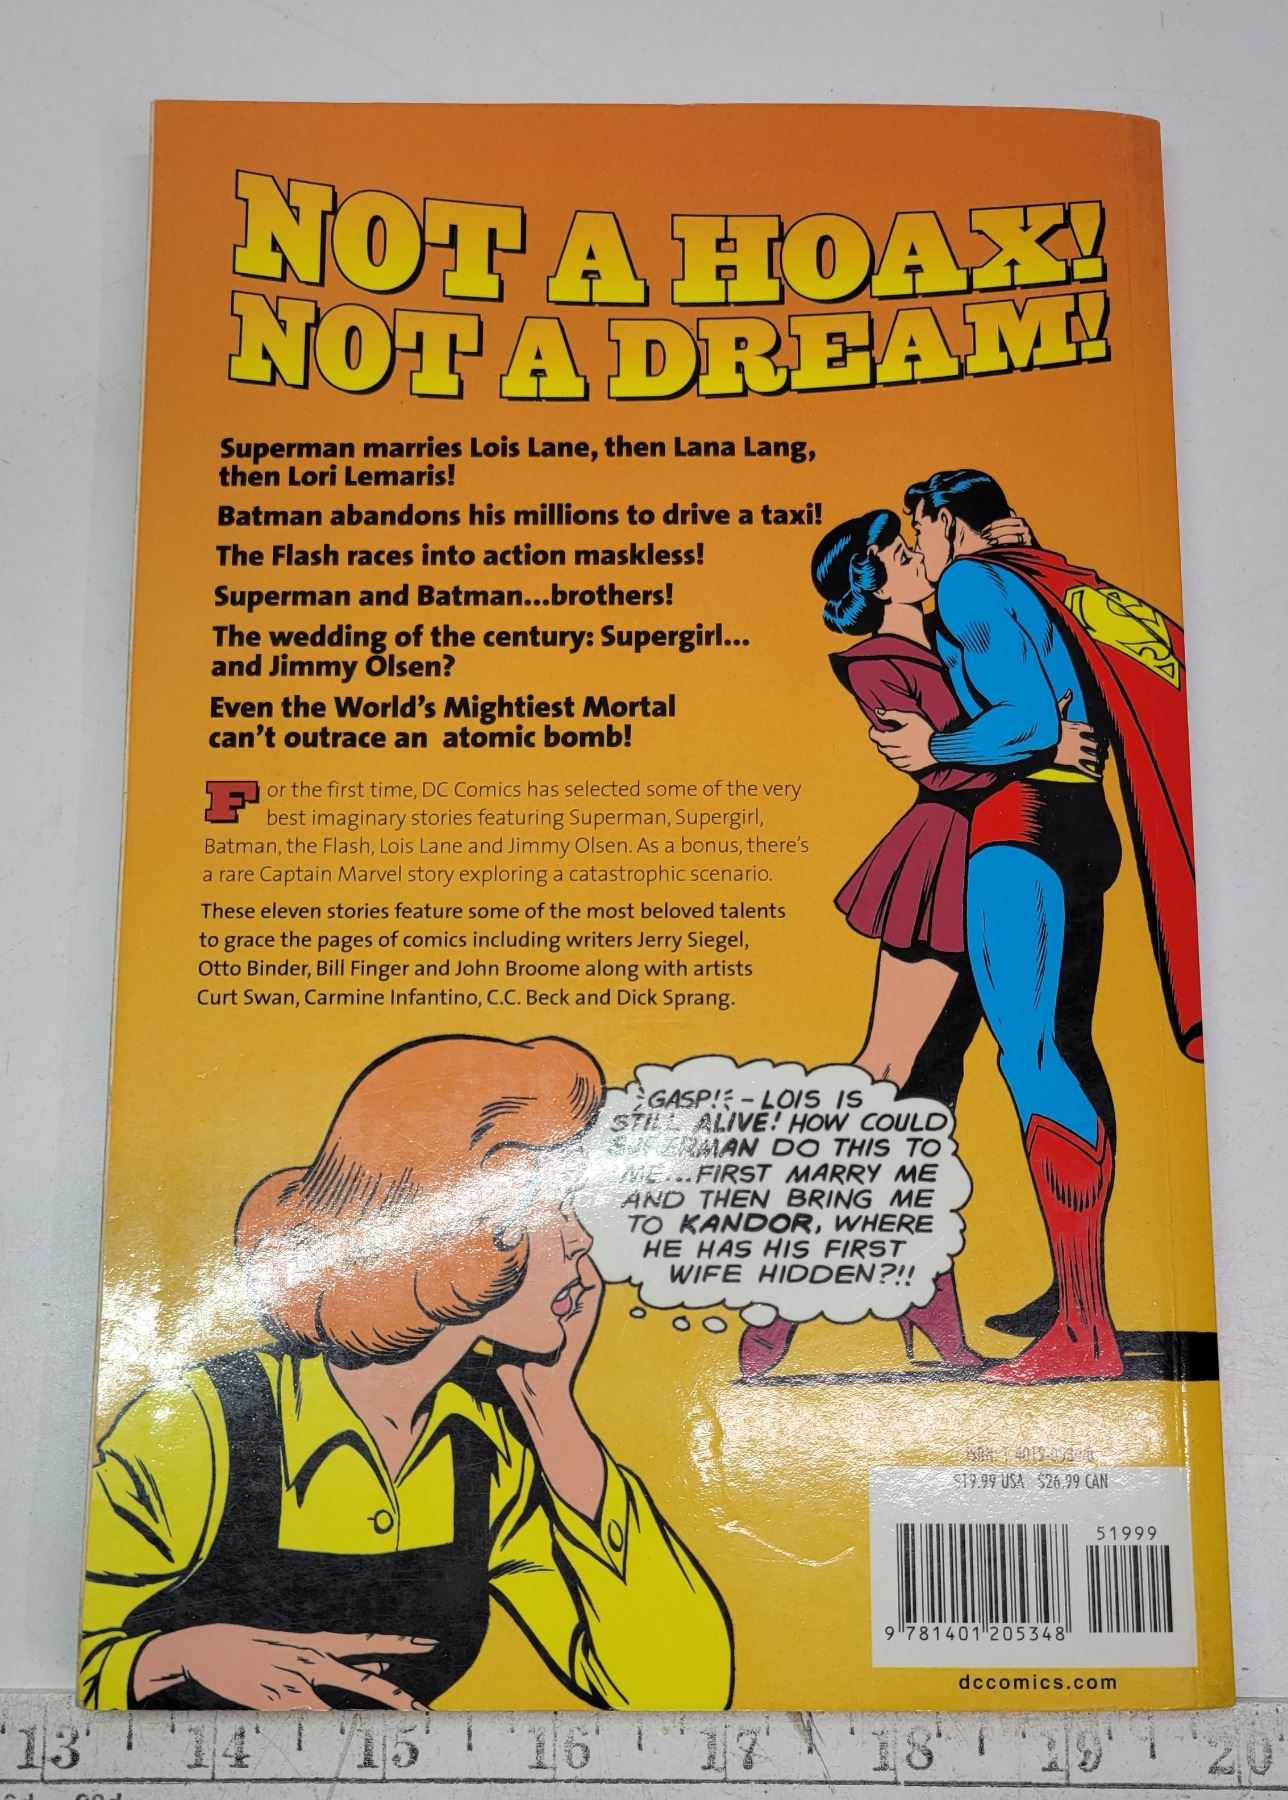 NOT A HOAX!
NOT A DREAM!
Superman marries Lois Lane, then Lana Lang,
then Lori Lemaris!
Batman abandons his millions to drive a taxi!
The Flash races into action maskless!
Superman and Batman...brothers!
The wedding of the century: Supergirl...
and Jimmy Olsen?
Even the World's Mightiest Mortal
can't outrace an atomic bomb!
For the first time, DC Comics has selected some of the very
best imaginary stories featuring Superman, Supergirl,
Batman, the Flash, Lois Lane and Jimmy Olsen. As a bonus, there's
a rare Captain Marvel story exploring a catastrophic scenario.
These eleven stories feature some of the most beloved talents
to grace the pages of comics including writers Jerry Siegel,
Otto Binder, Bill Finger and John Broome along with artists
Curt Swan, Carmine Infantino, C.C. Beck and Dick Sprang.
GASP! - LOIS IS
STILL ALIVE! HOW COULD
SUPERMAN DO THIS TO
ME...FIRST MARRY ME
AND THEN BRING ME
TO KANDOR, WHERE
HE HAS HIS FIRST
WIFE HIDDEN?!!
ISBN:
$19.99 USA $26.99 CAN
51999
9 781401 205348
dccomics.com
13 14 15 16 17 18 19 20